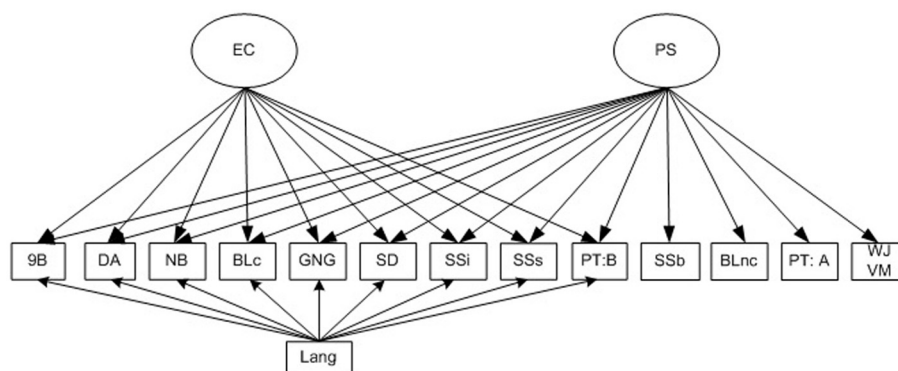 EC
PS
9B
DA
NB
BLc
GNG
SD
SSi
SSs
PT:B
SSb
BLnc
PT: A
WJ
VM
Lang